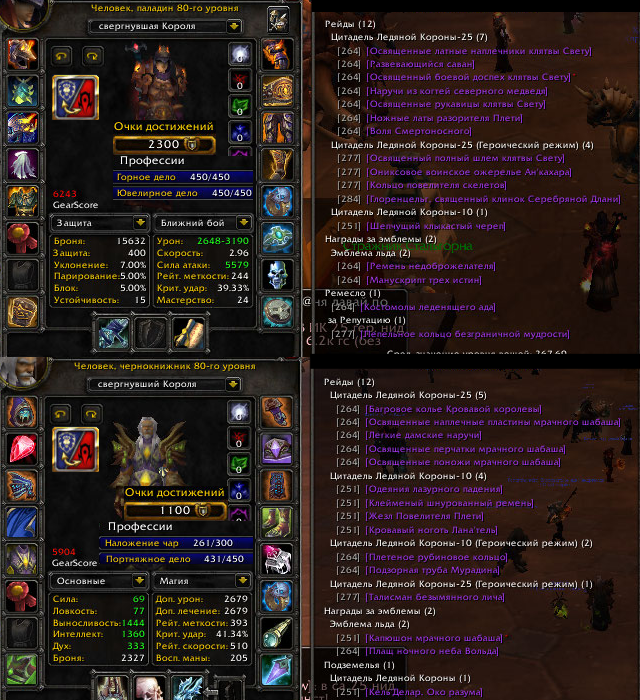 Человек, паладин 80-го уровня
свергнувшая Короля
0
0
0
0
Очки достижений
2300
Профессии
Горное дело 450/450
Ювелирное дело 450/450
6243
GearScore
Защита
Ближний бой
Броня: 15632
Защита: 400
Уклонение: 7.00%
Парирование: 5.00%
Блок: 5.00%
Устойчивость: 15
Урон: 2648-3190
Скорость: 2.96
Сила атаки: 5579
Рейт. меткости: 244
Крит. удар: 39.33%
Мастерство: 24
Рейды (12)
Цитадель Ледяной Короны-25 (7)
[264] [Освященные латные наплечники клятвы Свету]
[264] [Развевающийся саван]
[264] [Освященный боевой доспех клятвы Свету]
[264] [Наручи из когтей северного медведя]
[264] [Освященные рукавицы клятвы Свету]
[264] [Ножные латы разорителя Плети]
[264] [Воля Смертоносного]
Цитадель Ледяной Короны-25 (Героический режим) (4)
[277] [Освященный полный шлем клятвы Свету]
[277] [Ониксовое воинское ожерелье Ан'кахара]
[277] [Кольцо повелителя скелетов]
[284] [Глоренцельг, священный клинок Серебряной Длани]
Цитадель Ледяной Короны-10 (1)
[251] [Шепчущий клыкастый череп]
Награды за эмблемы (2)
Эмблема льда (2)
[264] [Ремень недоброжелателя]
[264] [Манускрипт трех истин]
Ремесло (1)
[264] [Костомолы леденящего ада]
за Репутацию (1)
[277] [Пепельное кольцо безграничной мудрости]
Человек, чернокнижник 80-го уровня
свергнувший Короля
0
0
0
Очки достижений
1100
Профессии
Наложение чар 261/300
Портняжное дело 431/450
5904
GearScore
Основные
Магия
Сила: 69
Ловкость: 77
Выносливость: 1444
Интеллект: 1360
Дух: 333
Броня: 2327
Доп. урон: 2679
Доп. лечение: 2679
Рейт. меткости: 393
Крит. удар: 41.34%
Рейт. скорости: 510
Восп. маны: 205
Рейды (12)
Цитадель Ледяной Короны-25 (5)
[264] [Багровое колье Кровавой королевы]
[264] [Освященные наплечные пластины мрачного шабаша]
[264] [Легкие дамские наручи]
[264] [Освященные перчатки мрачного шабаша]
[264] [Освященные поножи мрачного шабаша]
Цитадель Ледяной Короны-10 (4)
[251] [Одеяния лазурного падения]
[251] [Клейменый шнурованный ремень]
[251] [Жезл Повелителя Плети]
[251] [Кровавый ноготь Лана'тель]
Цитадель Ледяной Короны-10 (Героический режим) (2)
[264] [Плетеное рубиновое кольцо]
[264] [Подзорная труба Мурадина]
Цитадель Ледяной Короны-25 (Героический режим) (1)
[277] [Талисман безымянного лича]
Награды за эмблемы (2)
Эмблема льда (2)
[251] [Капюшон мрачного шабаша]
[264] [Плащ ночного неба Вольда]
Подземелья (1)
Цитадель Ледяной Короны (1)
[251] [Кель'Делар, Око разума]